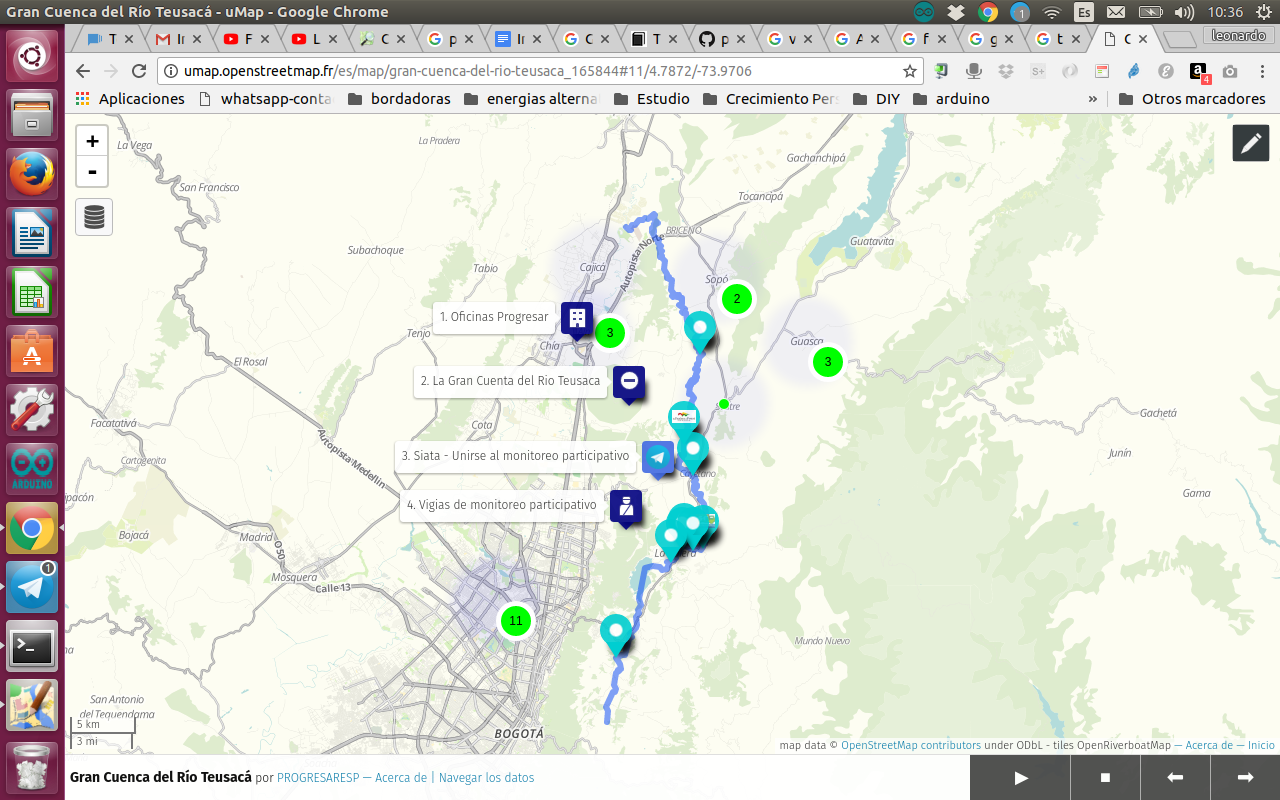 Gran Cuenca del Río Teusacá - uMap - Google Chrome
1
Es
10:36
T
In
F
L
C
p
In
C
T
p
v
A
f
g
t
C
leonardo
umap.openstreetmap.fr/es/map/gran-cuenca-del-rio-teusaca_165844#11/4.7872/-73.9706
S+
4
Aplicaciones
whatsapp-conta
bordadoras
energias alterna
Estudio
Crecimiento Per
DIY
arduino
»
Otros marcadores
+
-
La Vega
La Pradera
Gachanchipá
San Francisco
Tocancipá
Subachoque
BRICEÑO
Guatavita
Autopista Norte
Tabio
Cajicá
Sopó
2
1. Oficinas Progresar
3
Tenjo
Chía
Guasca
3
El Rosal
2. La Gran Cuenta del Rio Teusaca
Gachetá
Facatativá
Cota
Autopista Medellín
3. Siata - Unirse al monitoreo participativo
Junín
Cartagenita
4. Vigias de monitoreo participativo
Gama
Bojacá
Madrid
Q 50
Mosquera
Calle 13
11
Mundo Nuevo
San Antonio
del Tequendama
5 km
3 mi
BOGOTÁ
map data © OpenStreetMap contributors under ODbL - tiles OpenRiverboatMap — Acerca de — Inicio
Gran Cuenca del Río Teusacá por PROGRESARESP — Acerca de | Navegar los datos
ARDUINO
1